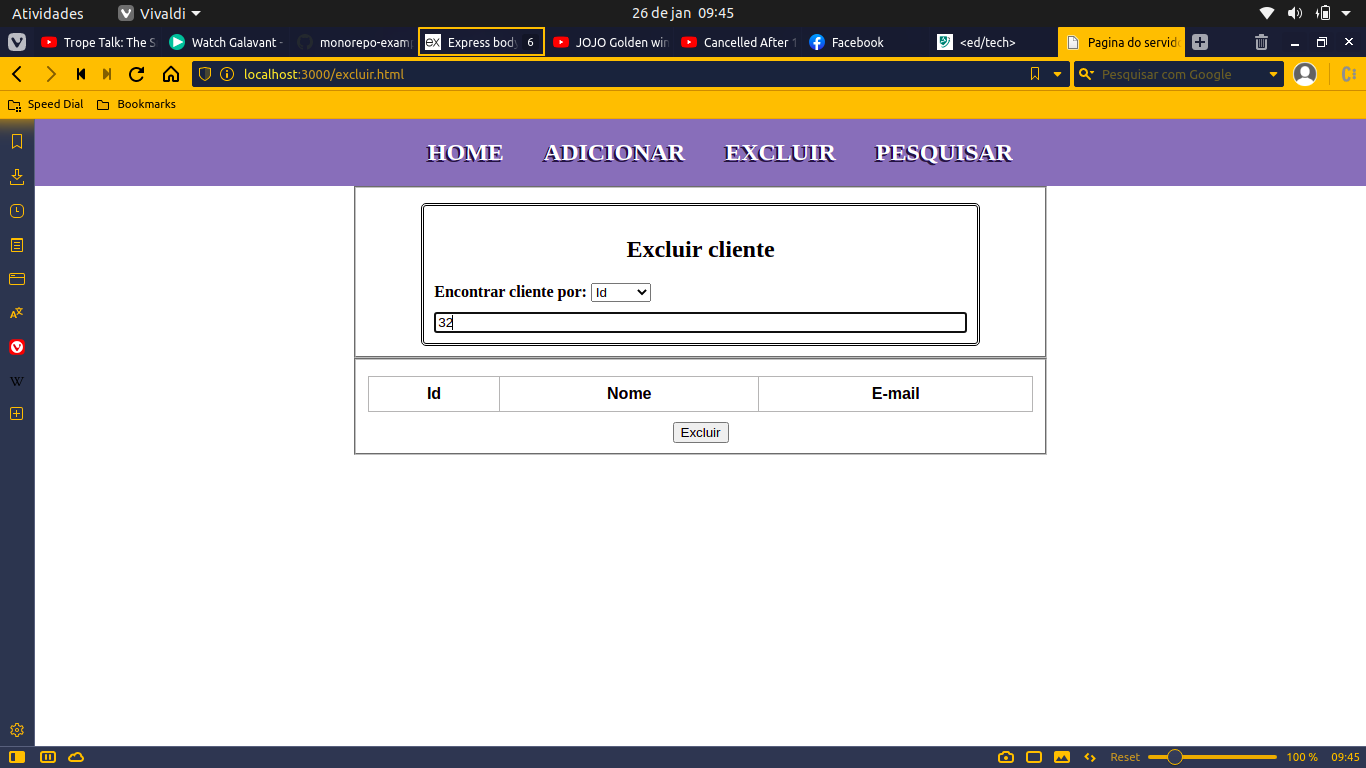 Atividades Vivaldi 26 de jan 09:45
Trope Talk: The S Watch Galavant - monorepo-exam Express body 6 JOJO Golden win Cancelled After 1 Facebook <ed/tech> Pagina do servido
localhost:3000/excluir.html Pesquisar com Google
Speed Dial Bookmarks
HOME ADICIONAR EXCLUIR PESQUISAR
Excluir cliente
Encontrar cliente por: Id
32
Id Nome E-mail
Excluir
Reset 100 % 09:45